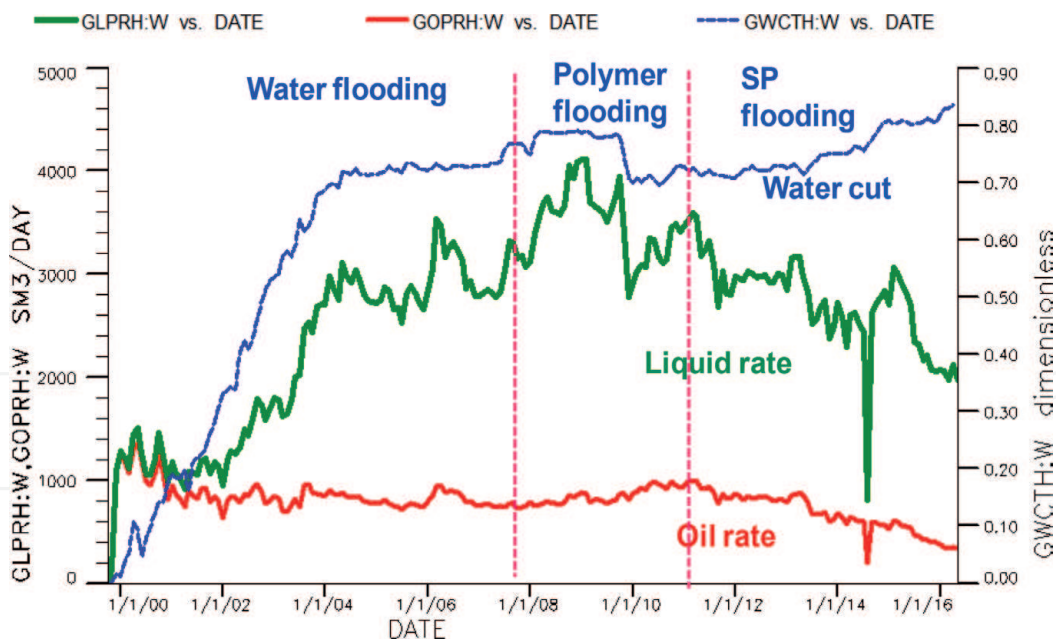 GLPRH:W vs. DATE GOPRH:W vs. DATE GWCTH:W vs. DATE
5000 0.90
Water flooding
Polymer
flooding
SP
flooding
0.80
4000
0.70
Water cut
0.60
3000
0.50
0.40
Liquid rate
2000
0.30
1000 0.20
0.10
Oil rate
0 0.00
1/1/00 1/1/02 1/1/04 1/1/06 1/1/08 1/1/10 1/1/12 1/1/14 1/1/16
DATE
GLPRH:W,GOPRH:W SM3/DAY
GWCTH:W dimensionless